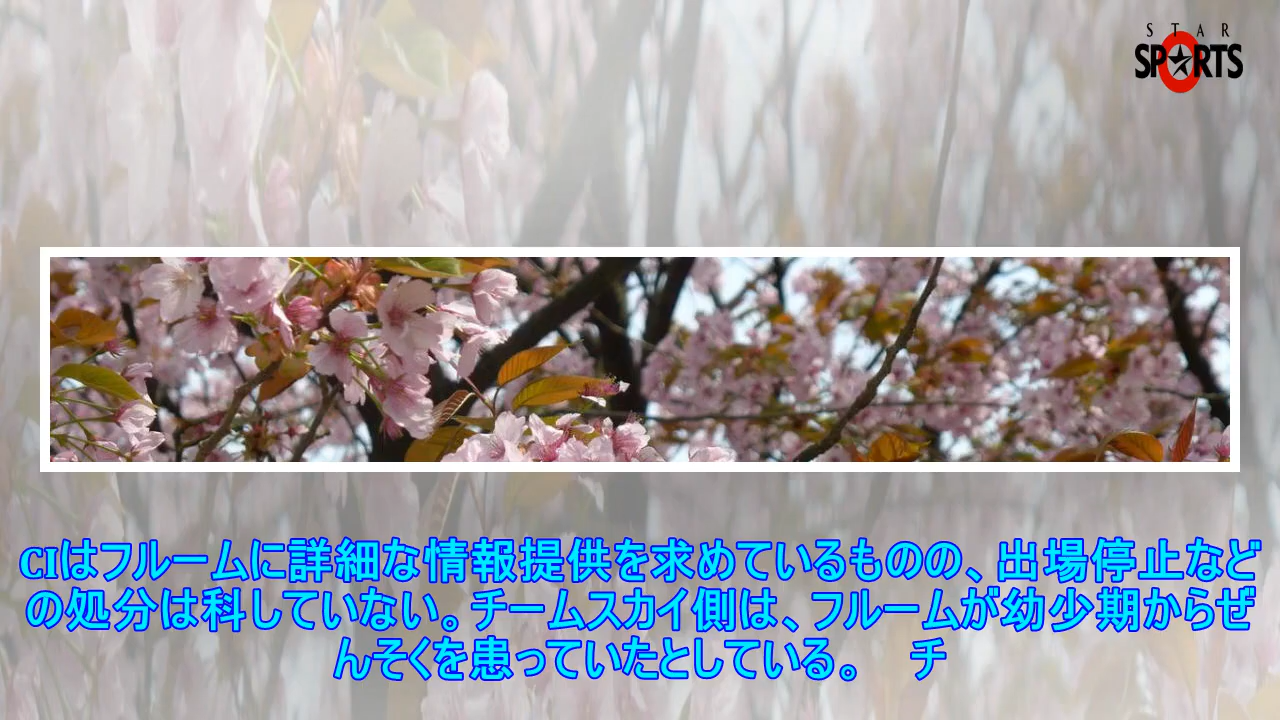 STAR
SPORTS
CIはフルームに詳細な情報提供を求めているものの、出場停止など
の処分は科していない。チームスカイ側は、フルームが幼少期からぜ
んそくを患っていたとしている。　チ